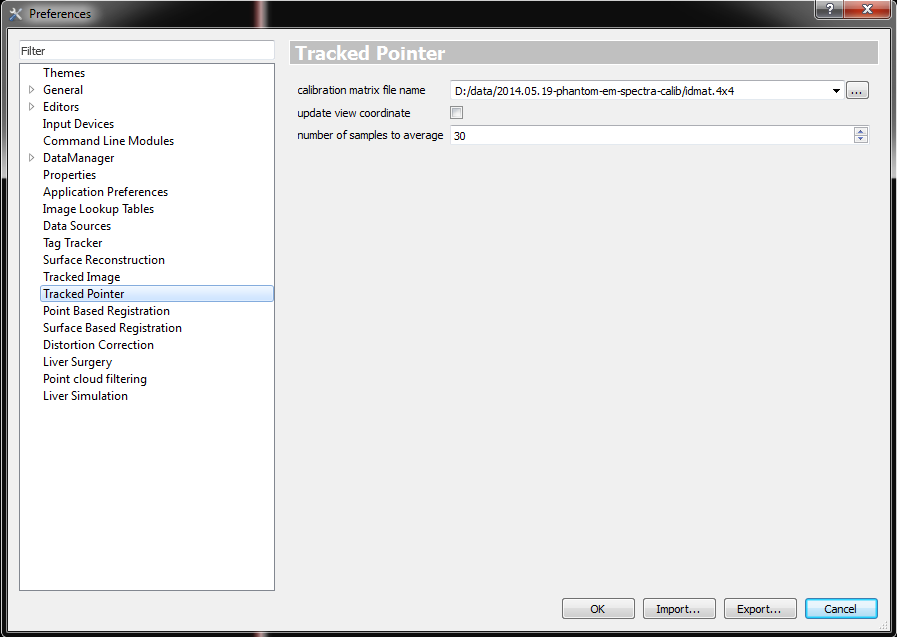 Preferences
?
X
Filter
Themes
General
Editors
Input Devices
Command Line Modules
DataManager
Properties
Application Preferences
Image Lookup Tables
Data Sources
Tag Tracker
Surface Reconstruction
Tracked Image
Tracked Pointer
Point Based Registration
Surface Based Registration
Distortion Correction
Liver Surgery
Point cloud filtering
Liver Simulation
Tracked Pointer
calibration matrix file name D:/data/2014.05.19-phantom-em-spectra-calib/idmat.4x4 ...
update view coordinate
number of samples to average 30
OK Import... Export... Cancel